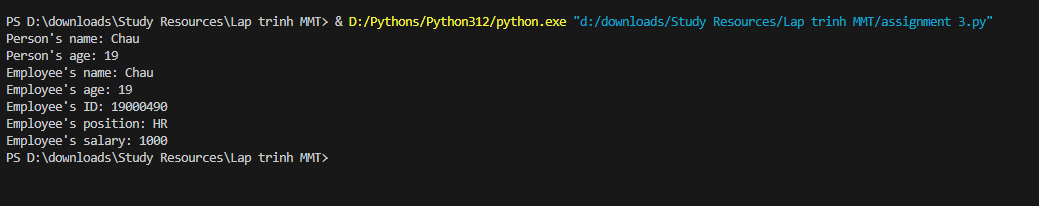 PS D:\downloads\Study Resources\Lap trinh MMT> & D:/Pythons/Python312/python.exe "d:/downloads/Study Resources/Lap trinh MMT/assignment 3.py"
Person's name: Chau
Person's age: 19
Employee's name: Chau
Employee's age: 19
Employee's ID: 19000490
Employee's position: HR
Employee's salary: 1000
PS D:\downloads\Study Resources\Lap trinh MMT>